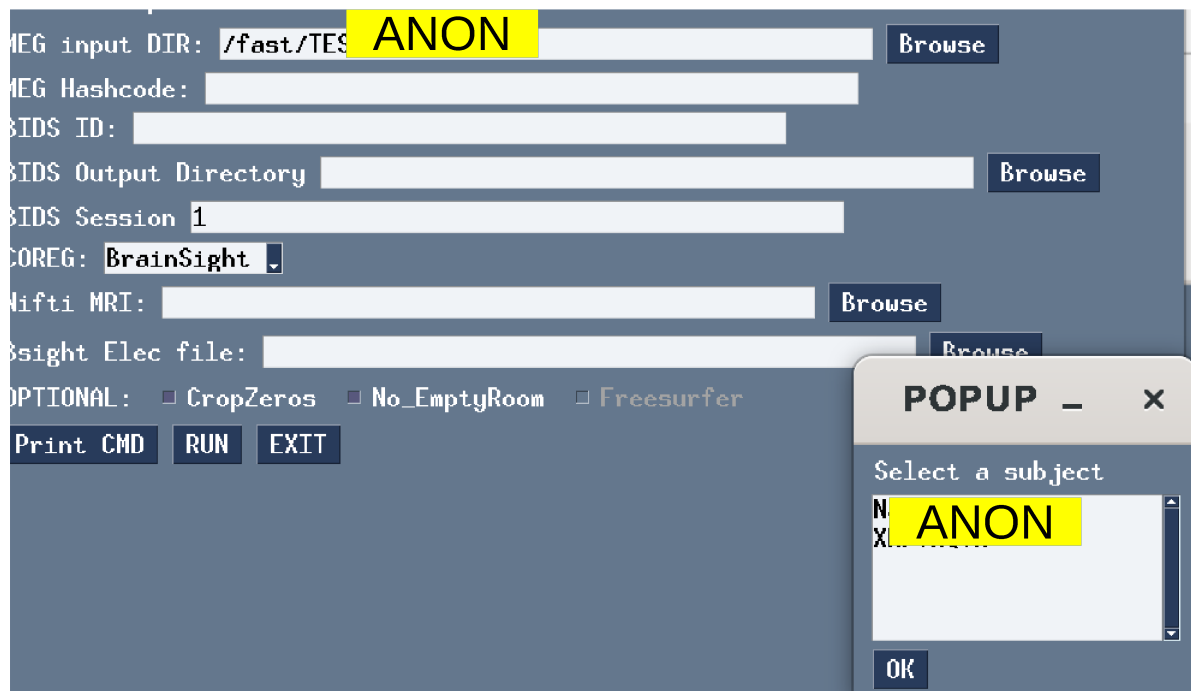 MEG input DIR: /fast/TES ANON Browse
MEG Hashcode:
BIDS ID:
BIDS Output Directory Browse
BIDS Session 1
COREG: BrainSight
Nifti MRI: Browse
Bsight Elec file: Browse
OPTIONAL: CropZeros No_EmptyRoom Freesurfer
Print CMD RUN EXIT
POPUP
Select a subject
ANON
OK